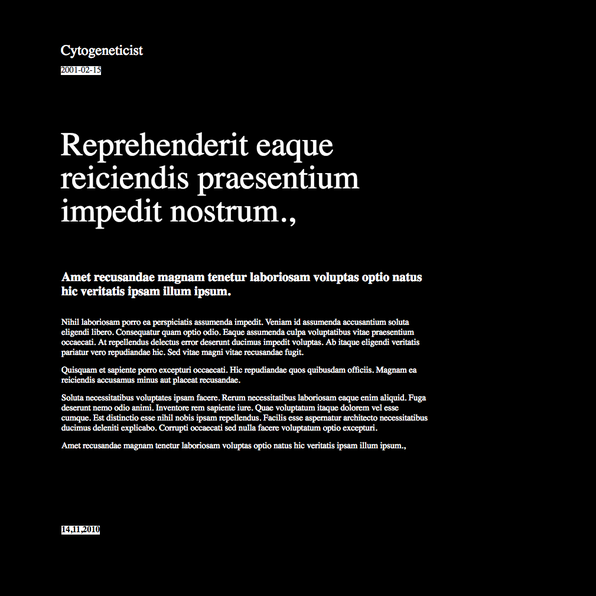 Cytogeneticist
2001-02-15
Reprehenderit eaque
reiciendis praesentium
impedit nostrum.,
Amet recusandae magnam tenetur laboriosam voluptas optio natus
hic veritatis ipsam illum ipsum.
Nihil laboriosam porro ea perspiciatis assumenda impedit. Veniam id assumenda accusantium soluta
eligendi libero. Consequatur quam optio odio. Eaque assumenda culpa voluptatibus vitae praesentium
occaecati. At repellendus delectus error deserunt ducimus impedit voluptas. Ab itaque eligendi veritatis
pariatur vero repudiandae hic. Sed vitae magni vitae recusandae fugit.
Quisquam et sapiente porro excepturi occaecati. Hic repudiandae quos quibusdam officiis. Magnam ea
reiciendis accusamus minus aut placeat recusandae.
Soluta necessitatibus voluptates ipsam facere. Rerum necessitatibus laboriosam eaque enim aliquid. Fuga
deserunt nemo odio animi. Inventore rem sapiente iure. Quae voluptatum itaque dolorem vel esse
cumque. Est distinctio esse nihil nobis ipsam repellendus. Facilis esse aspernatur architecto necessitatibus
ducimus deleniti explicabo. Corrupti occaecati sed nulla facere voluptatum optio excepturi.
Amet recusandae magnam tenetur laboriosam voluptas optio natus hic veritatis ipsam illum ipsum.,
14,11,2010